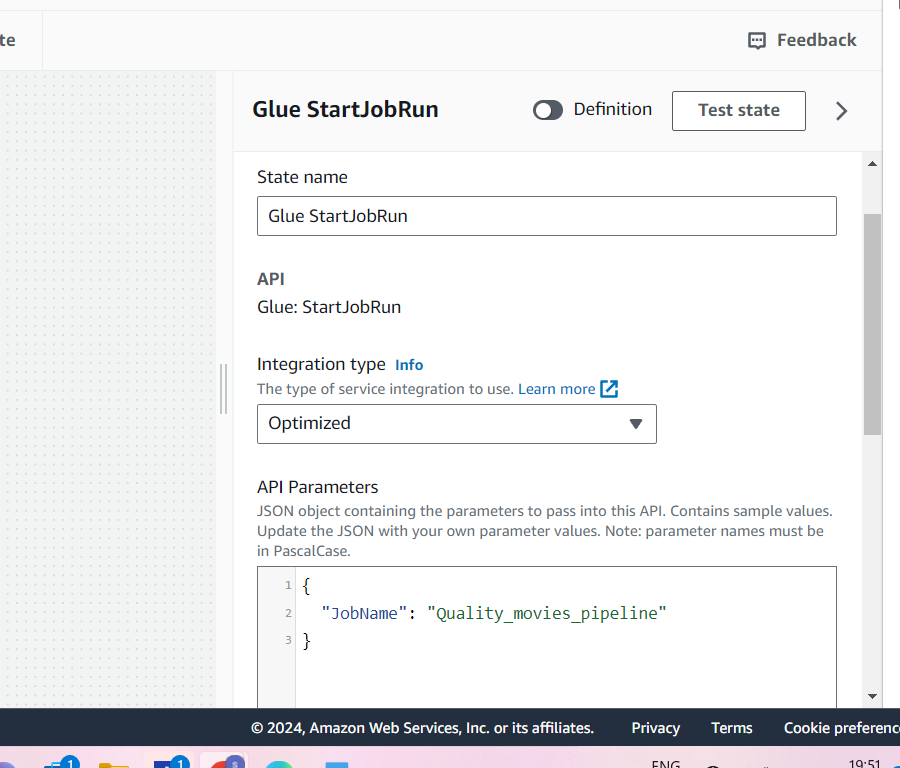 te
Feedback
Glue StartJobRun
Definition
Test state
State name
Glue StartJobRun
API
Glue: StartJobRun
Integration type Info
The type of service integration to use. Learn more
Optimized
API Parameters
JSON object containing the parameters to pass into this API. Contains sample values.
Update the JSON with your own parameter values. Note: parameter names must be
in PascalCase.
1 {
2 "JobName": "Quality_movies_pipeline"
3 }
© 2024, Amazon Web Services, Inc. or its affiliates. Privacy Terms Cookie preference
1 1 ENG 19:51